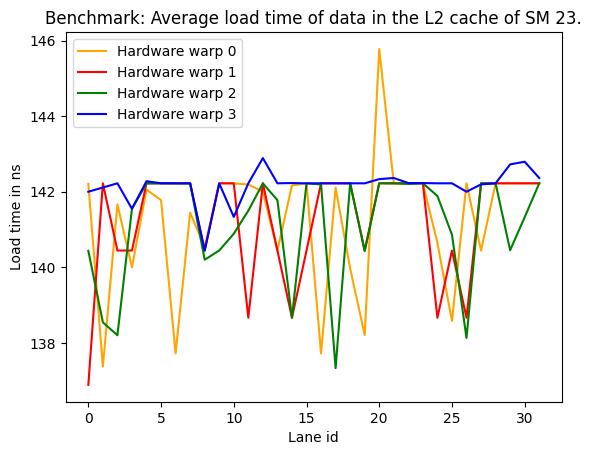 Benchmark: Average load time of data in the L2 cache of SM 23.
146
144
142
140
138
Load time in ns
Hardware warp 0
Hardware warp 1
Hardware warp 2
Hardware warp 3
0 5 10 15 20 25 30
Lane id